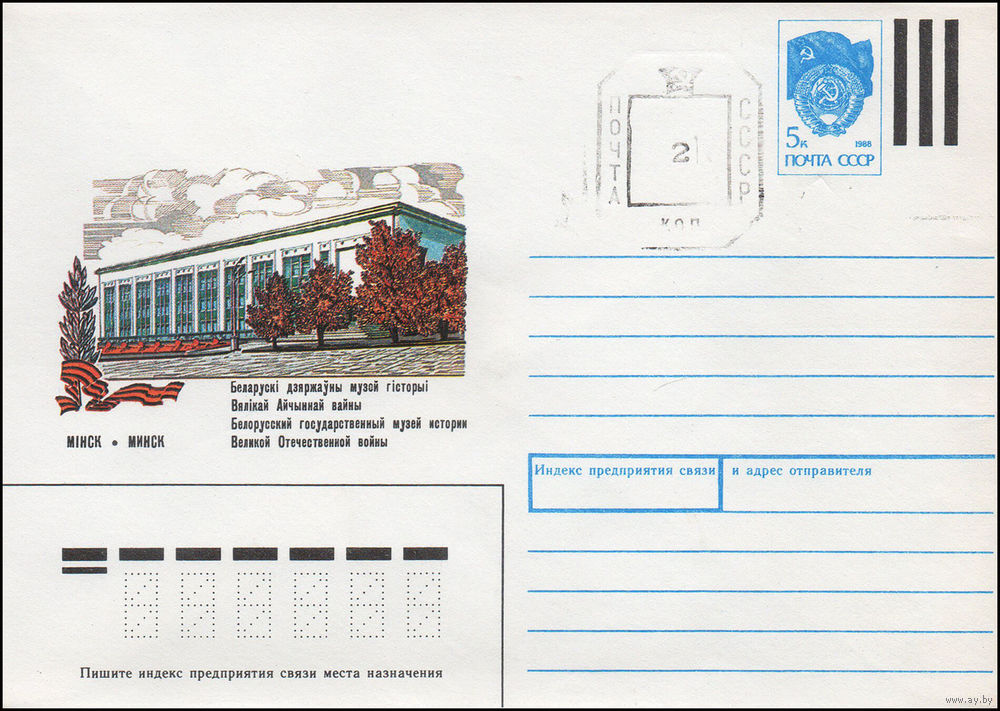 5к 1988
ПОЧТА СССР
ПОЧТА
СССР
2
КОП
Беларускі дзяржаўны музей гісторыі
Вялікай Айчыннай вайны
Белорусский государственный музей истории
Великой Отечественной войны
МІНСК • МИНСК
Индекс предприятия связи и адрес отправителя
Пишите индекс предприятия связи места назначения
www.ay.by